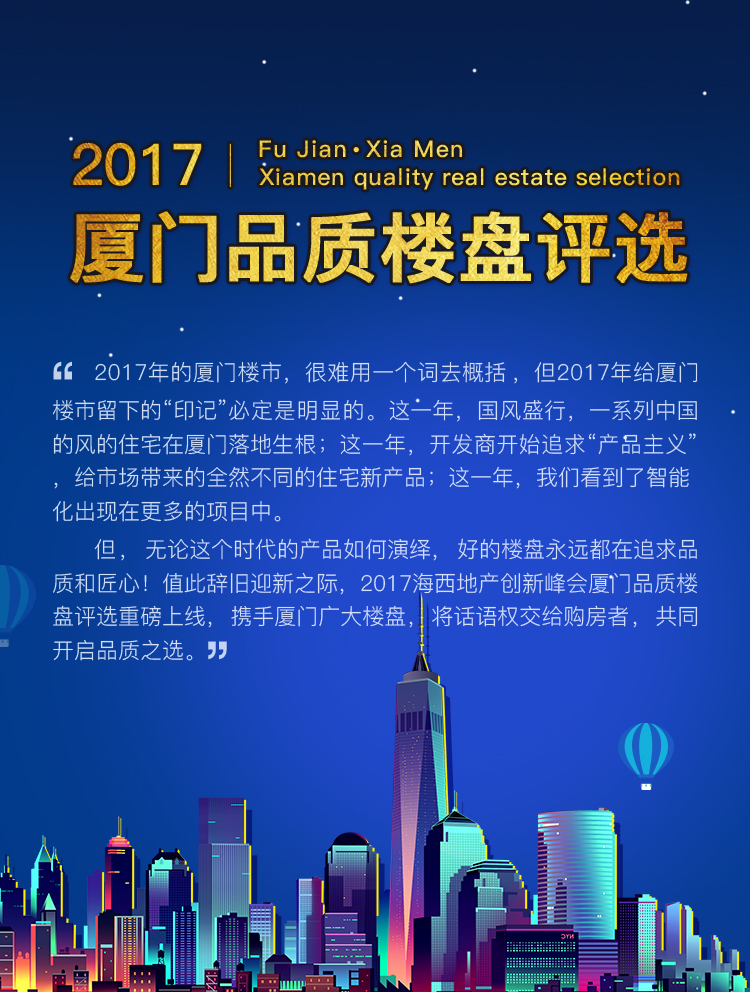 2017
Fu Jian·Xia Men
Xiamen quality real estate selection
厦门品质楼盘评选
“ 2017年的厦门楼市，很难用一个词去概括，但2017年给厦门
楼市留下的“印记”必定是明显的。这一年，国风盛行，一系列中国
的风的住宅在厦门落地生根；这一年，开发商开始追求“产品主义”
，给市场带来的全然不同的住宅新产品；这一年，我们看到了智能
化出现在更多的项目中。
但， 无论这个时代的产品如何演绎， 好的楼盘永远都在追求品
质和匠心！值此辞旧迎新之际，2017海西地产创新峰会厦门品质楼
盘评选重磅上线， 携手厦门广大楼盘， 将话语权交给购房者， 共同
开启品质之选。”
NYC